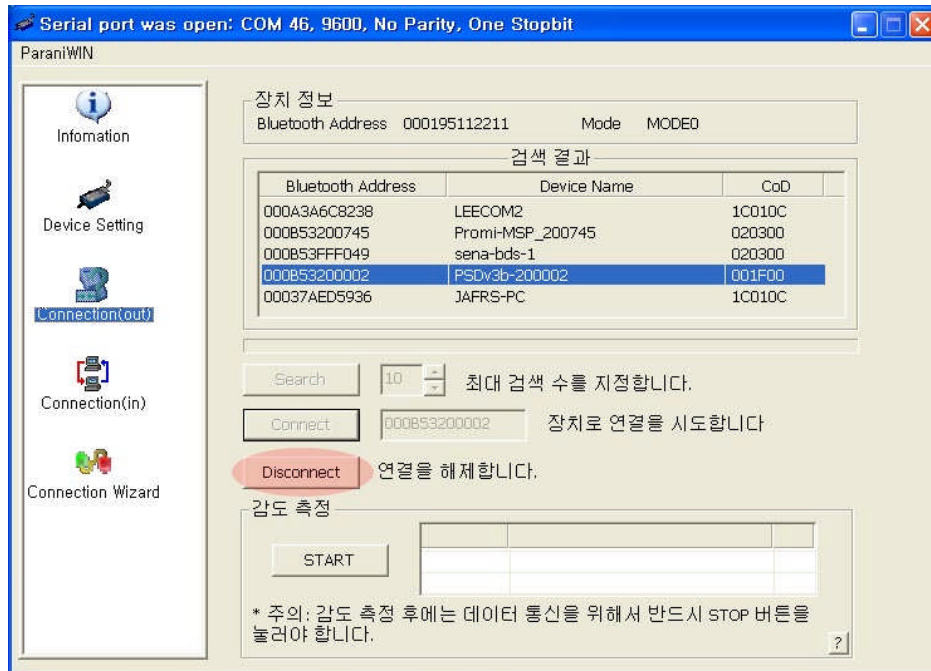 Serial port was open: COM 46, 9600, No Parity, One Stopbit
ParaniWIN
Infomation
Device Setting
Connection(out)
Connection(in)
Connection Wizard
장치 정보
Bluetooth Address 000195112211 Mode MODE0
검색 결과
Bluetooth Address Device Name CoD
000A3A6C8238 LEECOM2 1C010C
000B53200745 Promi-MSP_200745 020300
000B53FFF049 sena-bds-1 020300
000B53200002 PSDv3b-200002 001F00
00037AED5936 JAFRS-PC 1C010C
Search 10 최대 검색 수를 지정합니다.
Connect 000B53200002 장치로 연결을 시도합니다
Disconnect 연결을 해제합니다.
감도 측정
START
* 주의: 감도 측정 후에는 데이터 통신을 위해서 반드시 STOP 버튼을
눌러야 합니다.
?